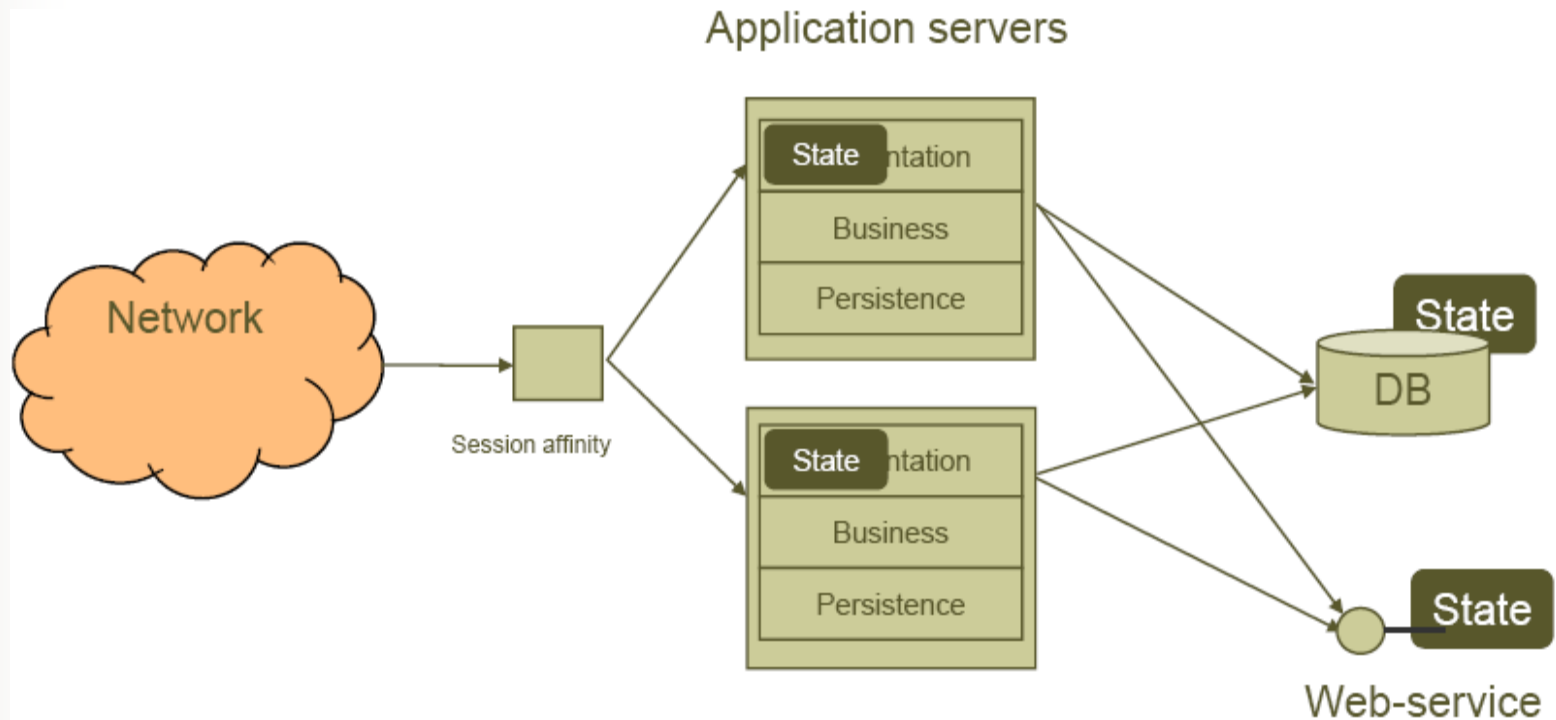 Application servers
Network
Session affinity
State ntation
Business
Persistence
State ntation
Business
Persistence
State
DB
State
Web-service